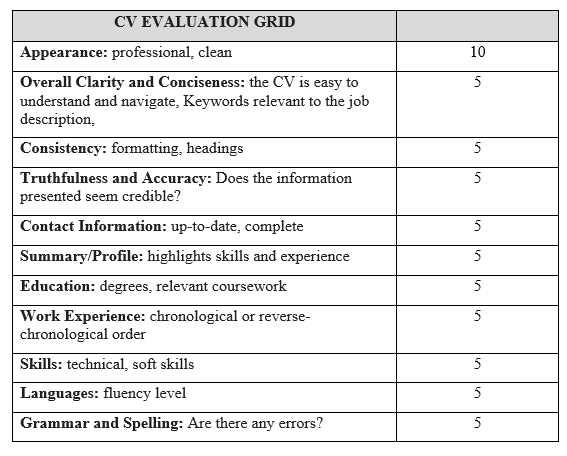 CV EVALUATION GRID
Appearance: professional, clean 10
Overall Clarity and Conciseness: the CV is easy to 5
understand and navigate, Keywords relevant to the job
description,
Consistency: formatting, headings 5
Truthfulness and Accuracy: Does the information 5
presented seem credible?
Contact Information: up-to-date, complete 5
Summary/Profile: highlights skills and experience 5
Education: degrees, relevant coursework 5
Work Experience: chronological or reverse- 5
chronological order
Skills: technical, soft skills 5
Languages: fluency level 5
Grammar and Spelling: Are there any errors? 5